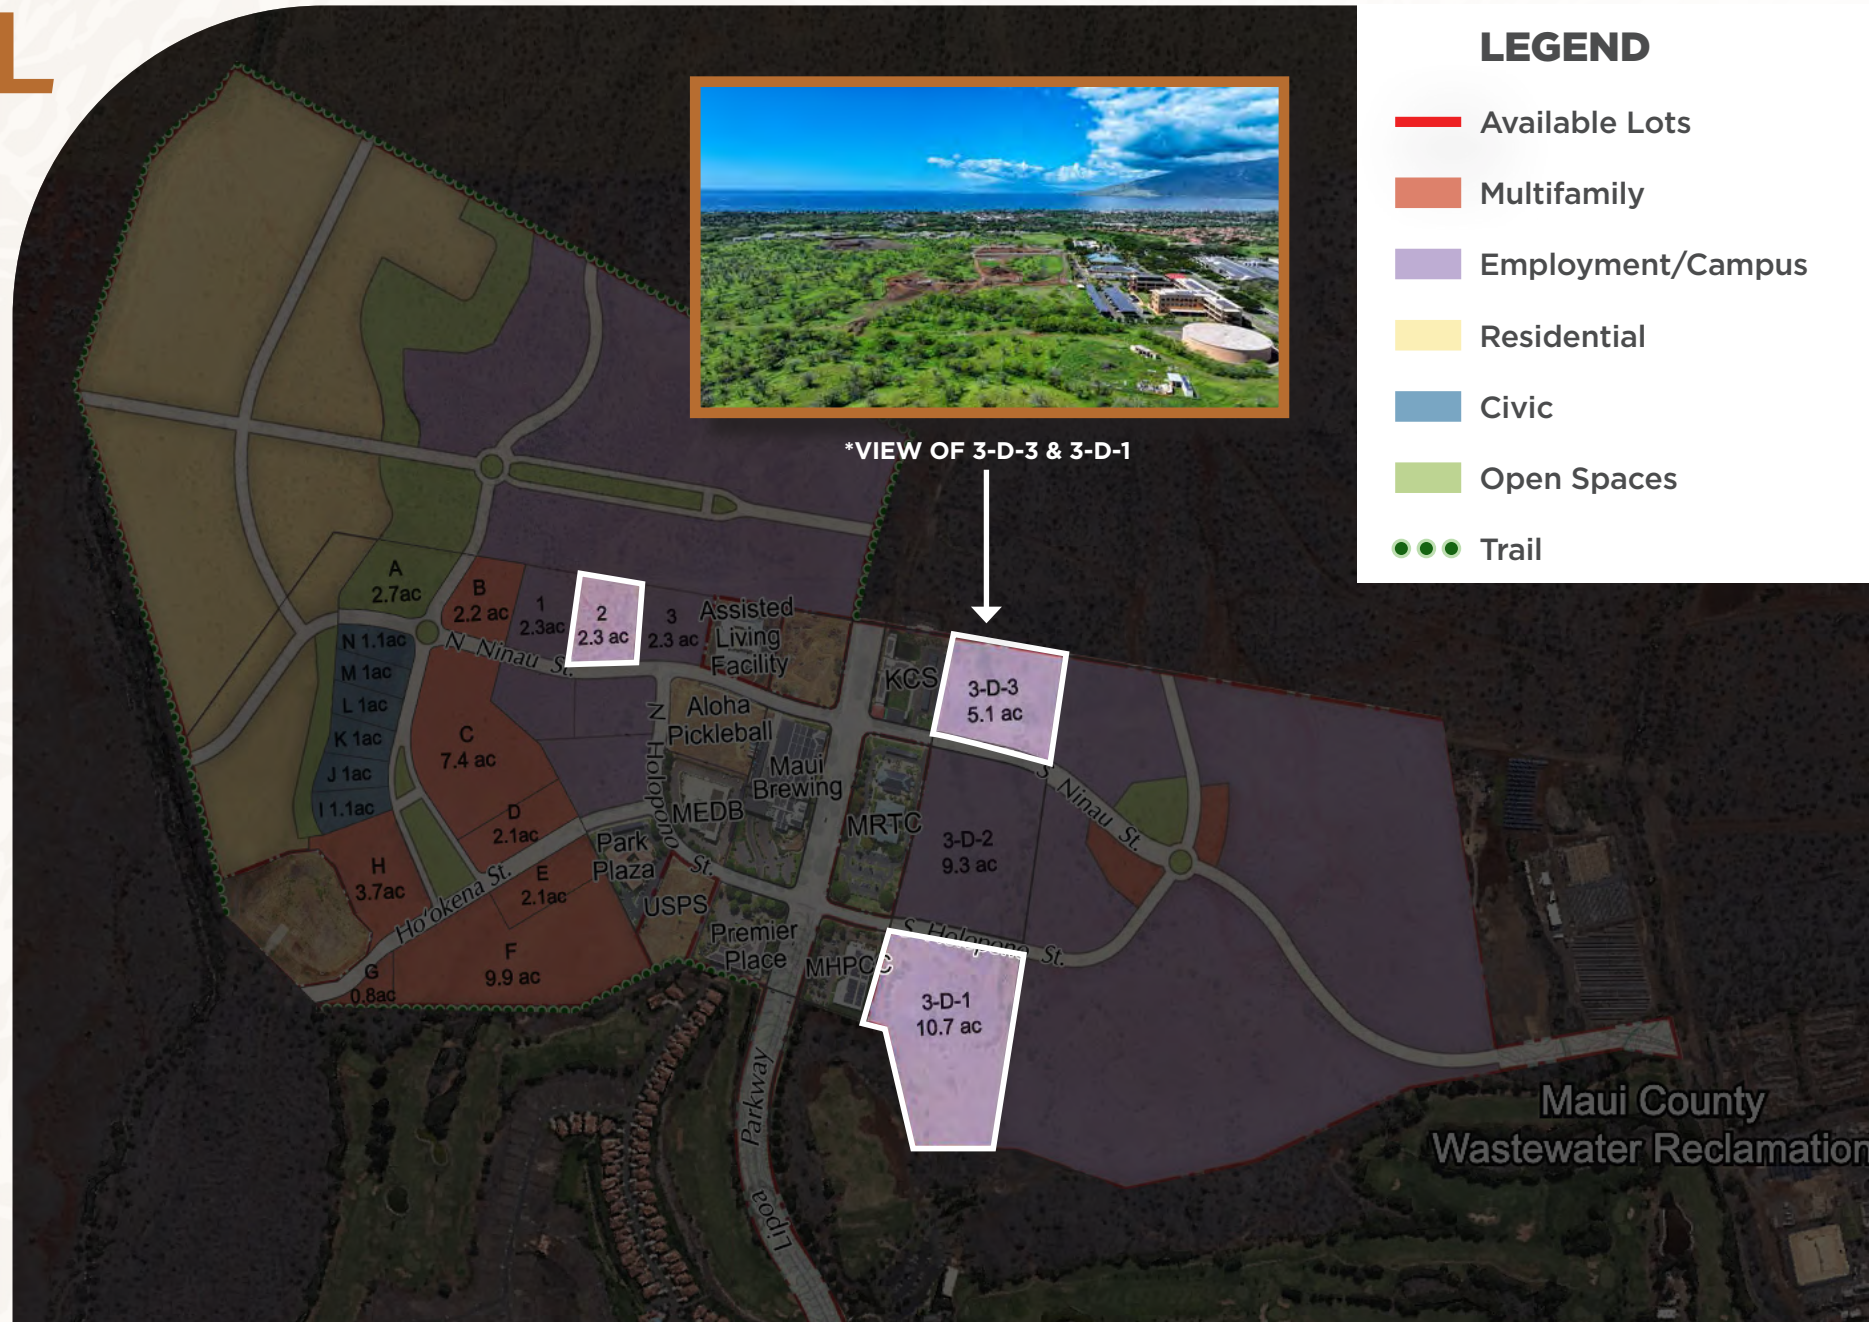 L
LEGEND
Available Lots
Multifamily
Employment/Campus
Residential
Civic
Open Spaces
Trail
*VIEW OF 3-D-3 & 3-D-1
A
2.7ac
B
2.2 ac
1
2.3ac
2
2.3 ac
3
2.3 ac
Assisted
Living
Facility
N Ninau St.
N 1.1ac
M 1ac
L 1ac
K 1ac
J 1ac
I 1.1ac
C
7.4 ac
D
2.1ac
E
2.1ac
F
9.9 ac
G
0.8ac
H
3.7ac
Ho'okena St.
N Holopono St.
Aloha
Pickleball
Maui
Brewing
MEDB
Park
Plaza
USPS
Premier
Place
MHPCC
MRTC
KCS
3-D-3
5.1 ac
S Ninau St.
3-D-2
9.3 ac
S Holopono St.
3-D-1
10.7 ac
Lipoa Parkway
Maui County
Wastewater Reclamation